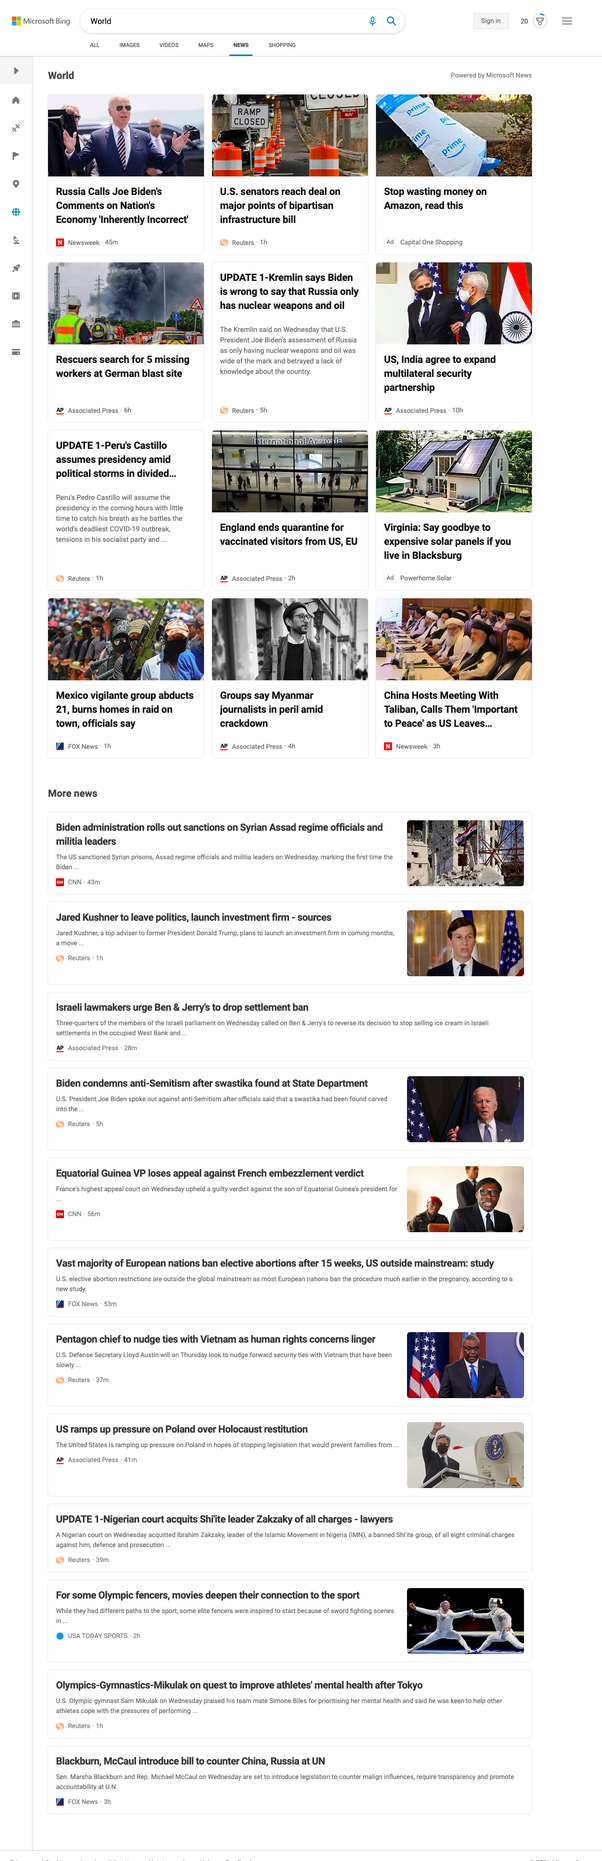 Microsoft Bing
World
Sign in
20
ALL
IMAGES
VIDEOS
MAPS
NEWS
SHOPPING
World
Powered by Microsoft News
RAMP
CLOSED
CLOSED
prime
prime
prime
Russia Calls Joe Biden's
Comments on Nation's
Economy 'Inherently Incorrect'
Newsweek · 45m
U.S. senators reach deal on
major points of bipartisan
infrastructure bill
Reuters · 1h
Stop wasting money on
Amazon, read this
Ad Capital One Shopping
Rescuers search for 5 missing
workers at German blast site
AP Associated Press · 6h
UPDATE 1-Kremlin says Biden
is wrong to say that Russia only
has nuclear weapons and oil
The Kremlin said on Wednesday that U.S.
President Joe Biden's assessment of Russia
as only having nuclear weapons and oil was
wide of the mark and betrayed a lack of
knowledge about the country.
Reuters · 5h
US, India agree to expand
multilateral security
partnership
AP Associated Press · 10h
UPDATE 1-Peru's Castillo
assumes presidency amid
political storms in divided...
Peru's Pedro Castillo will assume the
presidency in the coming hours with little
time to catch his breath as he battles the
world's deadliest COVID-19 outbreak,
tensions in his socialist party and ...
Reuters · 1h
International Arrivals
England ends quarantine for
vaccinated visitors from US, EU
AP Associated Press · 2h
Virginia: Say goodbye to
expensive solar panels if you
live in Blacksburg
Ad Powerhome Solar
Mexico vigilante group abducts
21, burns homes in raid on
town, officials say
FOX News · 1h
Groups say Myanmar
journalists in peril amid
crackdown
AP Associated Press · 4h
China Hosts Meeting With
Taliban, Calls Them 'Important
to Peace' as US Leaves...
Newsweek · 3h
More news
Biden administration rolls out sanctions on Syrian Assad regime officials and
militia leaders
The US sanctioned Syrian prisons, Assad regime officials and militia leaders on Wednesday, marking the first time the
Biden ...
CNN · 43m
Jared Kushner to leave politics, launch investment firm - sources
Jared Kushner, a top adviser to former President Donald Trump, plans to launch an investment firm in coming months,
a move ...
Reuters · 1h
Israeli lawmakers urge Ben & Jerry's to drop settlement ban
Three-quarters of the members of the Israeli parliament on Wednesday called on Ben & Jerry's to reverse its decision to stop selling ice cream in Israeli
settlements in the occupied West Bank and ...
AP Associated Press · 28m
Biden condemns anti-Semitism after swastika found at State Department
U.S. President Joe Biden spoke out against anti-Semitism after officials said that a swastika had been found carved
into the ...
Reuters · 5h
Equatorial Guinea VP loses appeal against French embezzlement verdict
France's highest appeal court on Wednesday upheld a guilty verdict against the son of Equatorial Guinea's president for
...
CNN · 56m
Vast majority of European nations ban elective abortions after 15 weeks, US outside mainstream: study
U.S. elective abortion restrictions are outside the global mainstream as most European nations ban the procedure much earlier in the pregnancy, according to a
new study.
FOX News · 53m
Pentagon chief to nudge ties with Vietnam as human rights concerns linger
U.S. Defense Secretary Lloyd Austin will on Thursday look to nudge forward security ties with Vietnam that have been
slowly ...
Reuters · 37m
US ramps up pressure on Poland over Holocaust restitution
The United States is ramping up pressure on Poland in hopes of stopping legislation that would prevent families from ...
AP Associated Press · 41m
UPDATE 1-Nigerian court acquits Shi'ite leader Zakzaky of all charges - lawyers
A Nigerian court on Wednesday acquitted Ibrahim Zakzaky, leader of the Islamic Movement in Nigeria (IMN), a banned Shi'ite group, of all eight criminal charges
against him, defence and prosecution ...
Reuters · 39m
For some Olympic fencers, movies deepen their connection to the sport
While they had different paths to the sport, some elite fencers were inspired to start because of sword fighting scenes
in ...
USA TODAY SPORTS · 2h
Olympics-Gymnastics-Mikulak on quest to improve athletes' mental health after Tokyo
U.S. Olympic gymnast Sam Mikulak on Wednesday praised his team mate Simone Biles for prioritising her mental health and said he was keen to help other
athletes cope with the pressures of performing ...
Reuters · 1h
Blackburn, McCaul introduce bill to counter China, Russia at UN
Sen. Marsha Blackburn and Rep. Michael McCaul on Wednesday are set to introduce legislation to counter malign influences, require transparency and promote
accountability at U.N.
FOX News · 3h